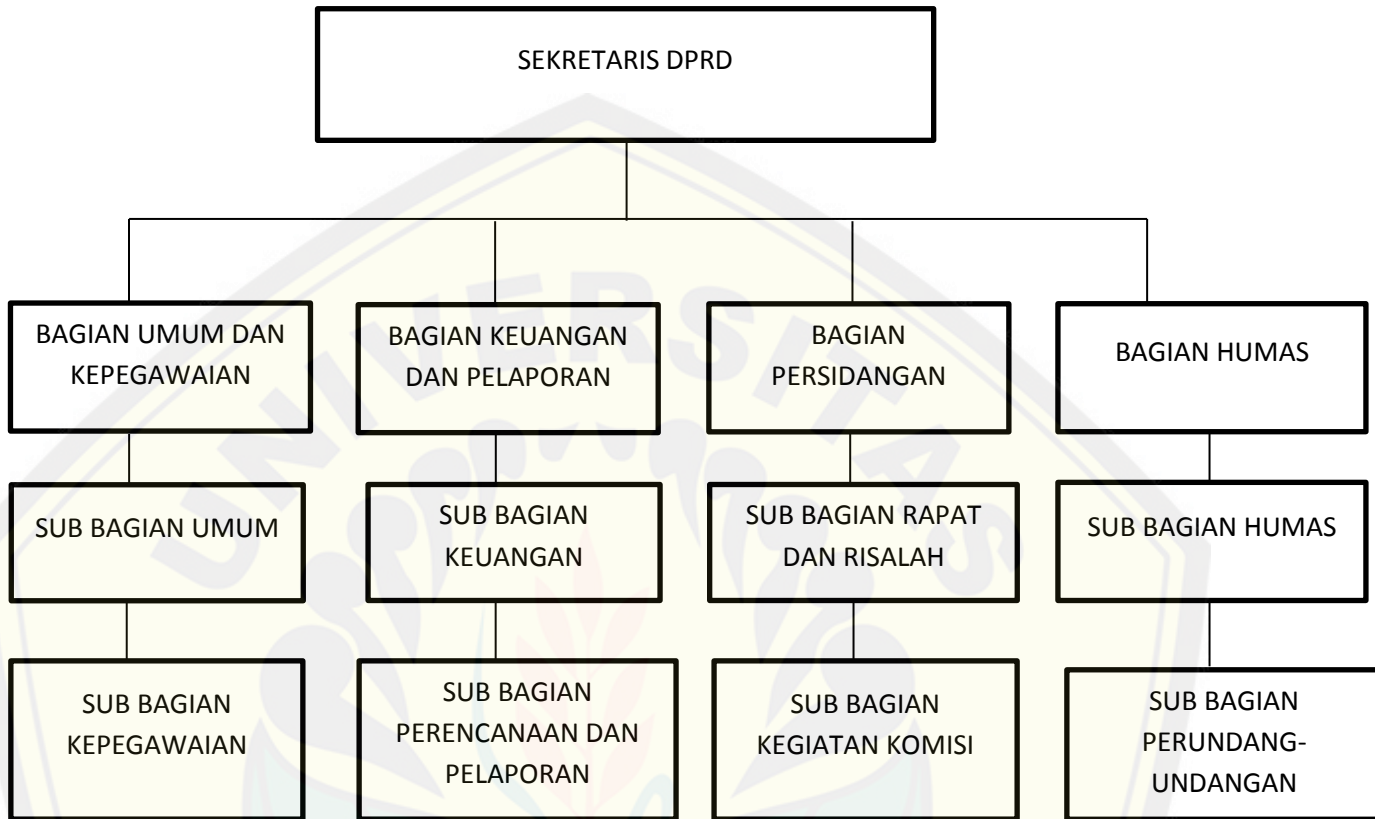 SEKRETARIS DPRD
BAGIAN UMUM DAN
KEPEGAWAIAN
BAGIAN KEUANGAN
DAN PELAPORAN
BAGIAN
PERSIDANGAN
BAGIAN HUMAS
SUB BAGIAN UMUM
SUB BAGIAN
KEUANGAN
SUB BAGIAN RAPAT
DAN RISALAH
SUB BAGIAN HUMAS
SUB BAGIAN
KEPEGAWAIAN
SUB BAGIAN
PERENCANAAN DAN
PELAPORAN
SUB BAGIAN
KEGIATAN KOMISI
SUB BAGIAN
PERUNDANG-
UNDANGAN
UNIVERSITAS